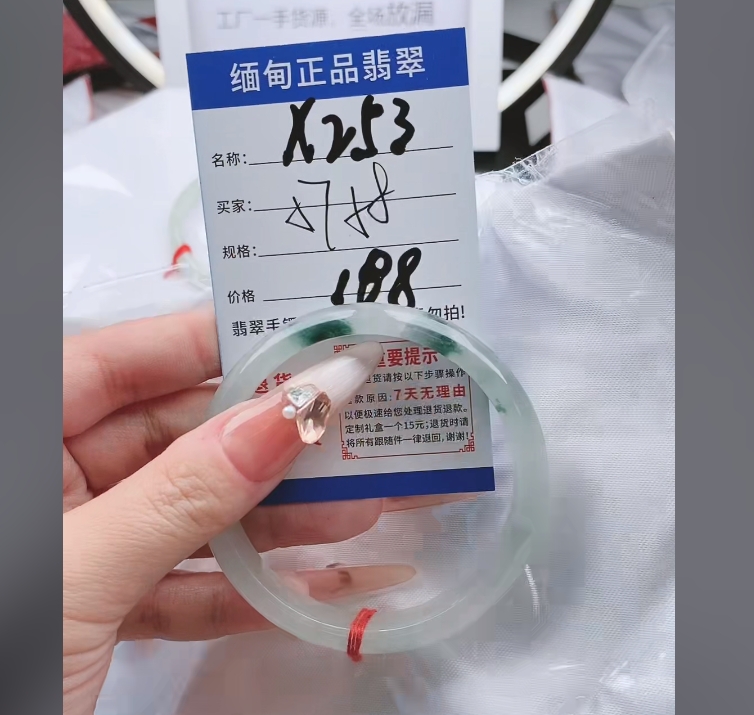 工厂一手货源，全场放漏
缅甸正品翡翠
名称: X253
买家:
规格:
价格 188
翡翠手镯 勿拍!
重要提示
退货请按以下步骤操作
退款原因:7天无理由
以便极速给您处理退货退款。
定制礼盒一个15元;退货时请
将所有跟随件一律退回,谢谢!